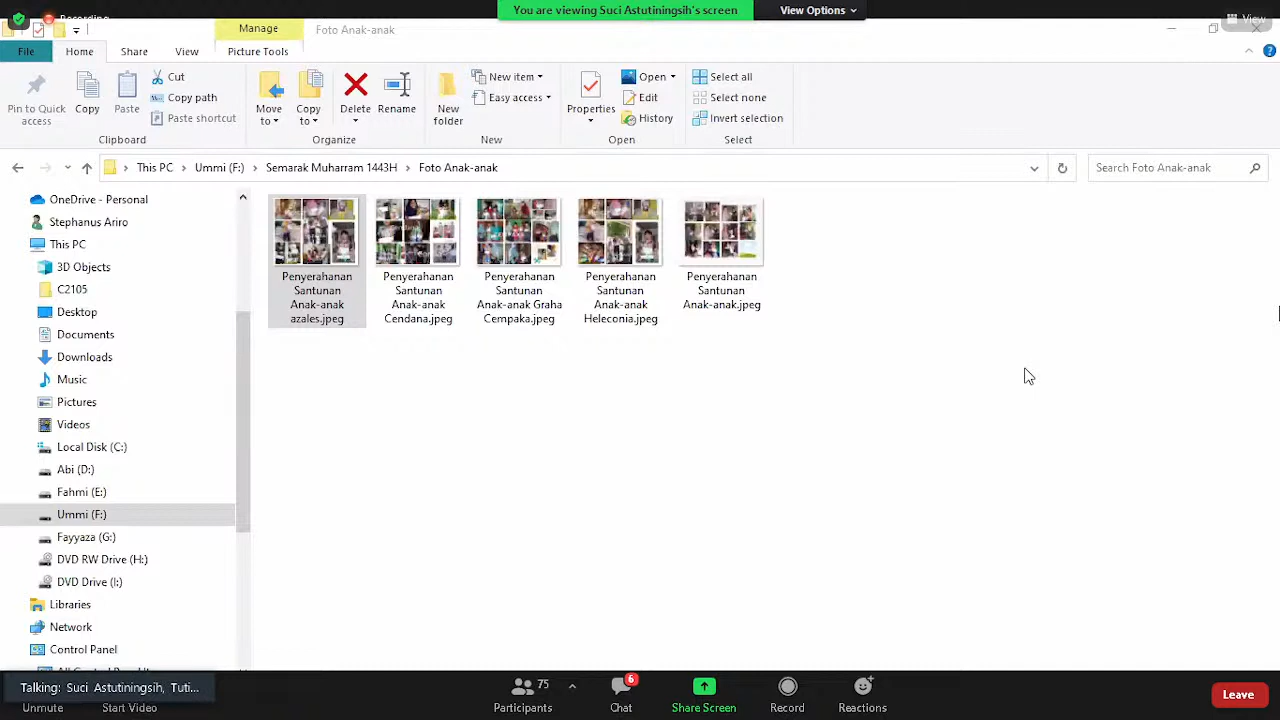 You are viewing Suci Astutiningsih's screen
View Options
Recording
View
Manage
Foto Anak-anak
File
Home
Share
View
Picture Tools
Pin to Quick access
Copy
Paste
Cut
Copy path
Paste shortcut
Clipboard
Move to
Copy to
Delete
Rename
Organize
New folder
New item
Easy access
New
Properties
Open
Edit
History
Open
Select all
Select none
Invert selection
Select
This PC
Ummi (F:)
Semarak Muharram 1443H
Foto Anak-anak
Search Foto Anak-anak
OneDrive - Personal
Stephanus Ariro
This PC
3D Objects
C2105
Desktop
Documents
Downloads
Music
Pictures
Videos
Local Disk (C:)
Abi (D:)
Fahmi (E:)
Ummi (F:)
Fayyaza (G:)
DVD RW Drive (H:)
DVD Drive (I:)
Libraries
Network
Control Panel
Penyerahanan
Santunan
Anak-anak
azales.jpeg
Penyerahanan
Santunan
Anak-anak
Cendana.jpeg
Penyerahanan
Santunan
Anak-anak Graha
Cempaka.jpeg
Penyerahanan
Santunan
Anak-anak
Heleconia.jpeg
Penyerahanan
Santunan
Anak-anak.jpeg
Talking: Suci Astutiningsih, Tuti...
Unmute
Start Video
75
Participants
6
Chat
Share Screen
Record
Reactions
Leave